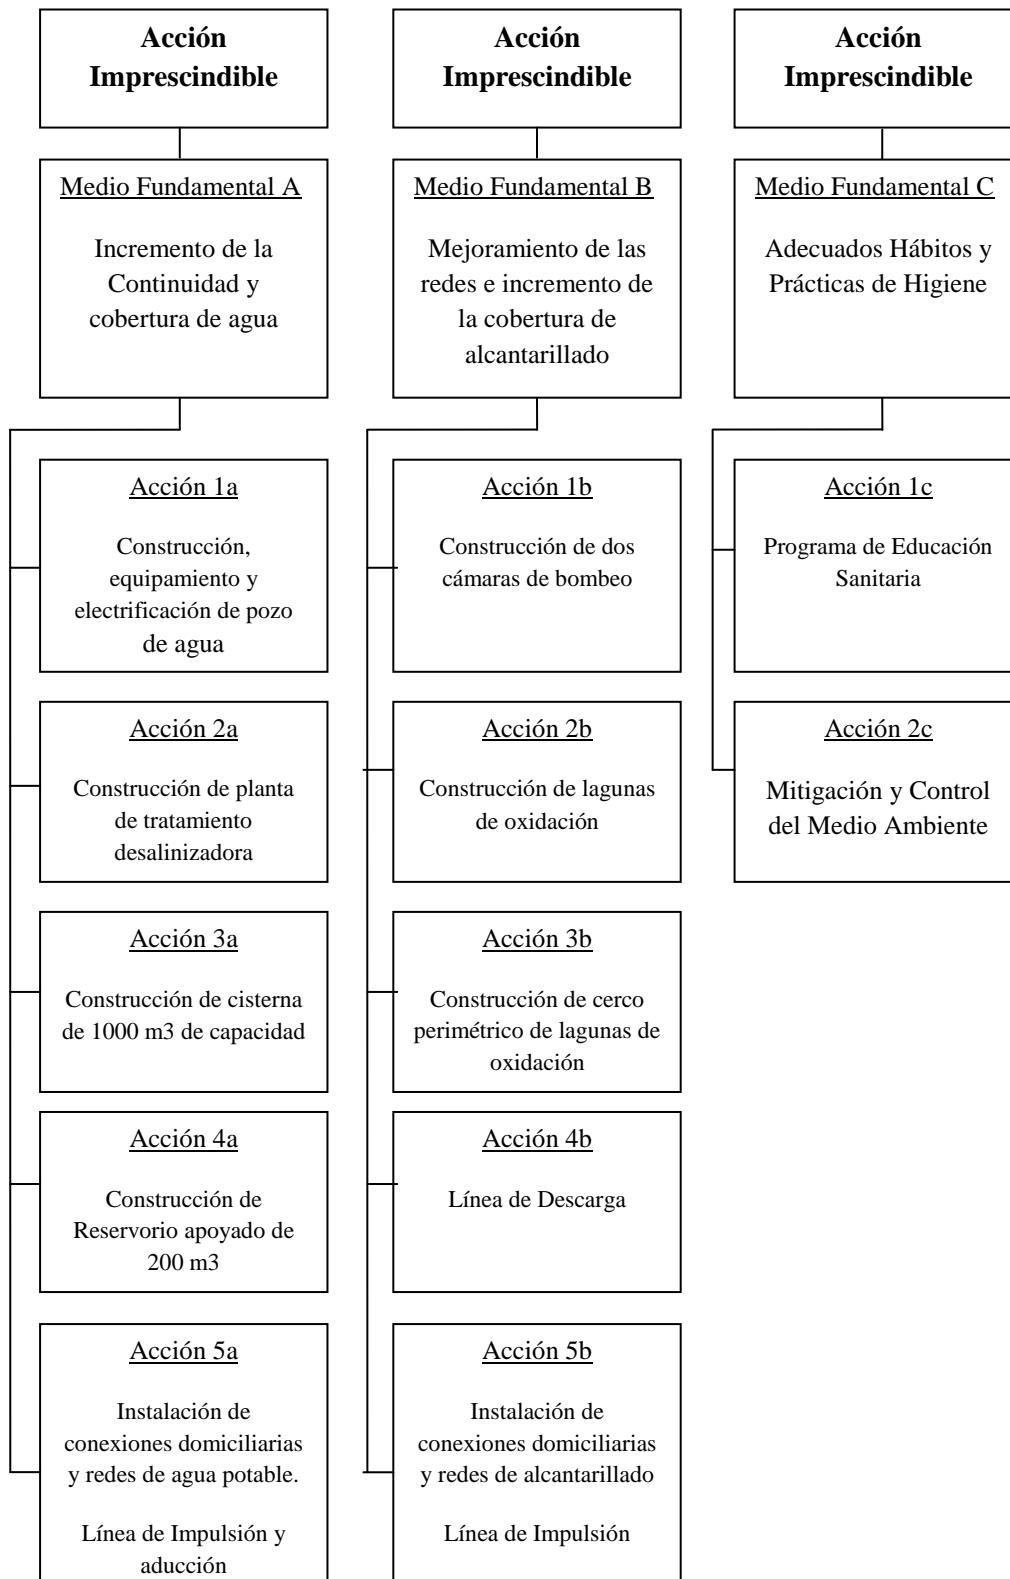 Acción
Imprescindible
Medio Fundamental A
Incremento de la
Continuidad y
cobertura de agua
Acción 1a
Construcción,
equipamiento y
electrificación de pozo
de agua
Acción 2a
Construcción de planta
de tratamiento
desalinizadora
Acción 3a
Construcción de cisterna
de 1000 m3 de capacidad
Acción 4a
Construcción de
Reservorio apoyado de
200 m3
Acción 5a
Instalación de
conexiones domiciliarias
y redes de agua potable.
Línea de Impulsión y
aducción
Acción
Imprescindible
Medio Fundamental B
Mejoramiento de las
redes e incremento de
la cobertura de
alcantarillado
Acción 1b
Construcción de dos
cámaras de bombeo
Acción 2b
Construcción de lagunas
de oxidación
Acción 3b
Construcción de cerco
perimétrico de lagunas de
oxidación
Acción 4b
Línea de Descarga
Acción 5b
Instalación de
conexiones domiciliarias
y redes de alcantarillado
Línea de Impulsión
Acción
Imprescindible
Medio Fundamental C
Adecuados Hábitos y
Prácticas de Higiene
Acción 1c
Programa de Educación
Sanitaria
Acción 2c
Mitigación y Control
del Medio Ambiente